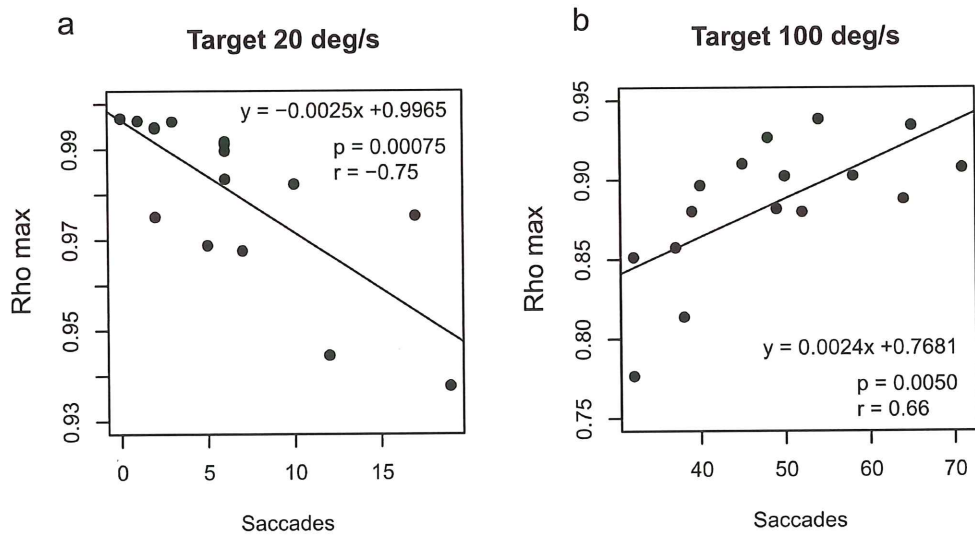 a
Target 20 deg/s
y = −0.0025x +0.9965
p = 0.00075
r = −0.75
Rho max
0.99
0.97
0.95
0.93
0 5 10 15
Saccades
b
Target 100 deg/s
Rho max
0.95
0.90
0.85
0.80
0.75
y = 0.0024x +0.7681
p = 0.0050
r = 0.66
40 50 60 70
Saccades